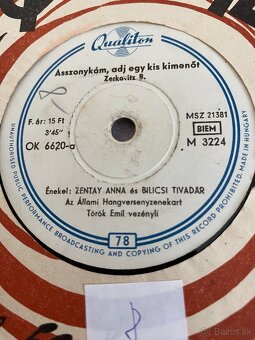 Qualiton
Asszonykám, adj egy kis kimenőt
Zerkovitz B.
F. ár: 15 Ft
3'45"
OK 6620-a
MSZ 21381
BIEM
M 3224
Énekel: ZENTAY ANNA és BILICSI TIVADAR
Az Állami Hangversenyzenekart
Török Emil vezényli
78
UNAUTHORISED PUBLIC PERFORMANCE BROADCASTING AND COPYING OF THIS RECORD PROHIBITED. MADE IN HUNGARY
8
8
bazos.sk